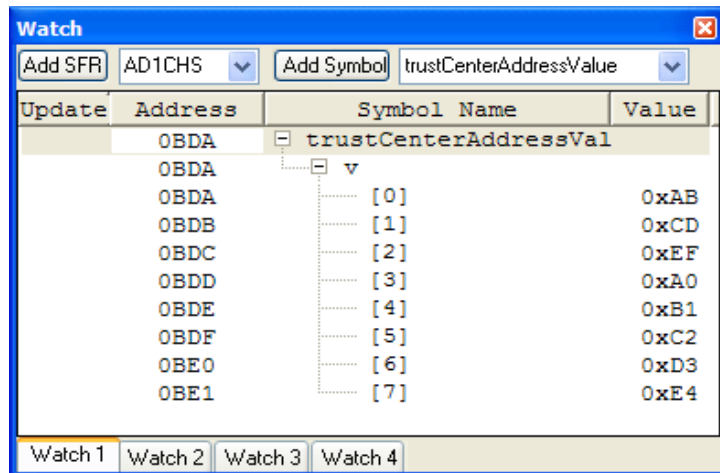 Watch
Add SFR AD1CHS Add Symbol trustCenterAddressValue
Update Address Symbol Name Value
0BDA trustCenterAddressVal
0BDA v
0BDA [0] 0xAB
0BDB [1] 0xCD
0BDC [2] 0xEF
0BDD [3] 0xA0
0BDE [4] 0xB1
0BDF [5] 0xC2
0BE0 [6] 0xD3
0BE1 [7] 0xE4
Watch 1 Watch 2 Watch 3 Watch 4